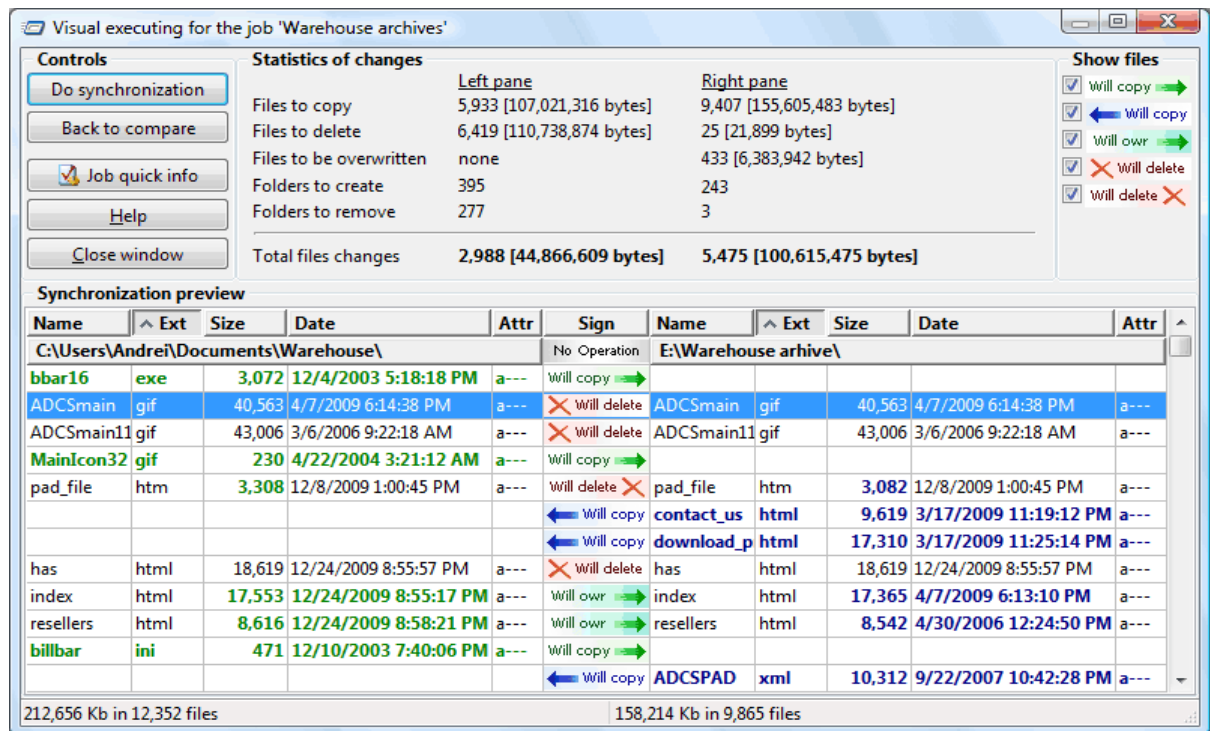 Visual executing for the job 'Warehouse archives'
Controls
Do synchronization
Back to compare
Job quick info
Help
Close window
Statistics of changes
Left pane Right pane
Files to copy 5,933 [107,021,316 bytes] 9,407 [155,605,483 bytes]
Files to delete 6,419 [110,738,874 bytes] 25 [21,899 bytes]
Files to be overwritten none 433 [6,383,942 bytes]
Folders to create 395 243
Folders to remove 277 3
Total files changes 2,988 [44,866,609 bytes] 5,475 [100,615,475 bytes]
Show files
Will copy
Will copy
Will owr
Will delete
Will delete
Synchronization preview
Name Ext Size Date Attr Sign Name Ext Size Date Attr
C:\Users\Andrei\Documents\Warehouse\ No Operation E:\Warehouse arhive\
bbar16 exe 3,072 12/4/2003 5:18:18 PM a--- Will copy
ADCSmain gif 40,563 4/7/2009 6:14:38 PM a--- Will delete ADCSmain gif 40,563 4/7/2009 6:14:38 PM a---
ADCSmain11 gif 43,006 3/6/2006 9:22:18 AM a--- Will delete ADCSmain11 gif 43,006 3/6/2006 9:22:18 AM a---
MainIcon32 gif 230 4/22/2004 3:21:12 AM a--- Will copy
pad_file htm 3,308 12/8/2009 1:00:45 PM a--- Will delete pad_file htm 3,082 12/8/2009 1:00:45 PM a---
Will copy contact_us html 9,619 3/17/2009 11:19:12 PM a---
Will copy download_p html 17,310 3/17/2009 11:25:14 PM a---
has html 18,619 12/24/2009 8:55:57 PM a--- Will delete has html 18,619 12/24/2009 8:55:57 PM a---
index html 17,553 12/24/2009 8:55:17 PM a--- Will owr index html 17,365 4/7/2009 6:13:10 PM a---
resellers html 8,616 12/24/2009 8:58:21 PM a--- Will owr resellers html 8,542 4/30/2006 12:24:50 PM a---
billbar ini 471 12/10/2003 7:40:06 PM a--- Will copy
Will copy ADCSPAD xml 10,312 9/22/2007 10:42:28 PM a---
212,656 Kb in 12,352 files 158,214 Kb in 9,865 files